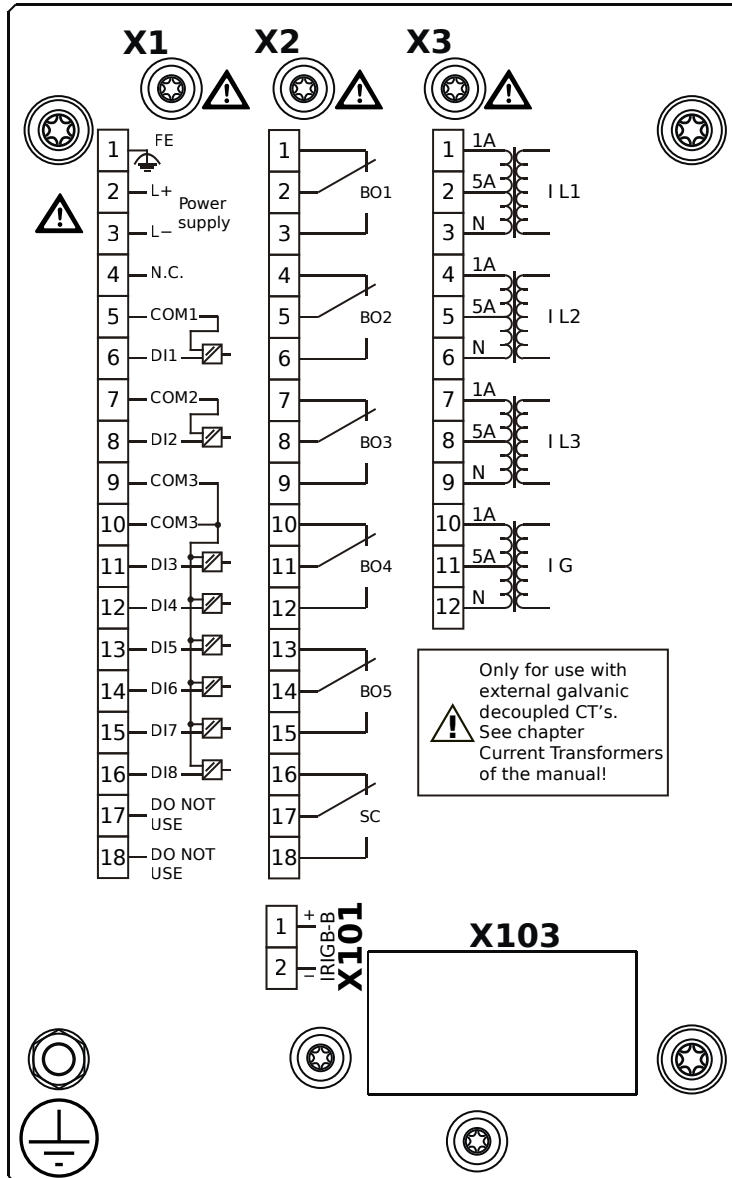 X1 X2 X3
1 FE
2 L+
Power
supply
3 L−
4 N.C.
5 COM1
6 DI1
7 COM2
8 DI2
9 COM3
10 COM3
11 DI3
12 DI4
13 DI5
14 DI6
15 DI7
16 DI8
17 DO NOT
USE
18 DO NOT
USE
1
2 BO1
3
4
5 BO2
6
7
8 BO3
9
10
11 BO4
12
13
14 BO5
15
16
17 SC
18
1 1A
2 5A I L1
3 N
4 1A
5 5A I L2
6 N
7 1A
8 5A I L3
9 N
10 1A
11 5A I G
12 N
Only for use with
external galvanic
decoupled CT's.
See chapter
Current Transformers
of the manual!
1 +
2 −
IRIGB-B
X101
X103